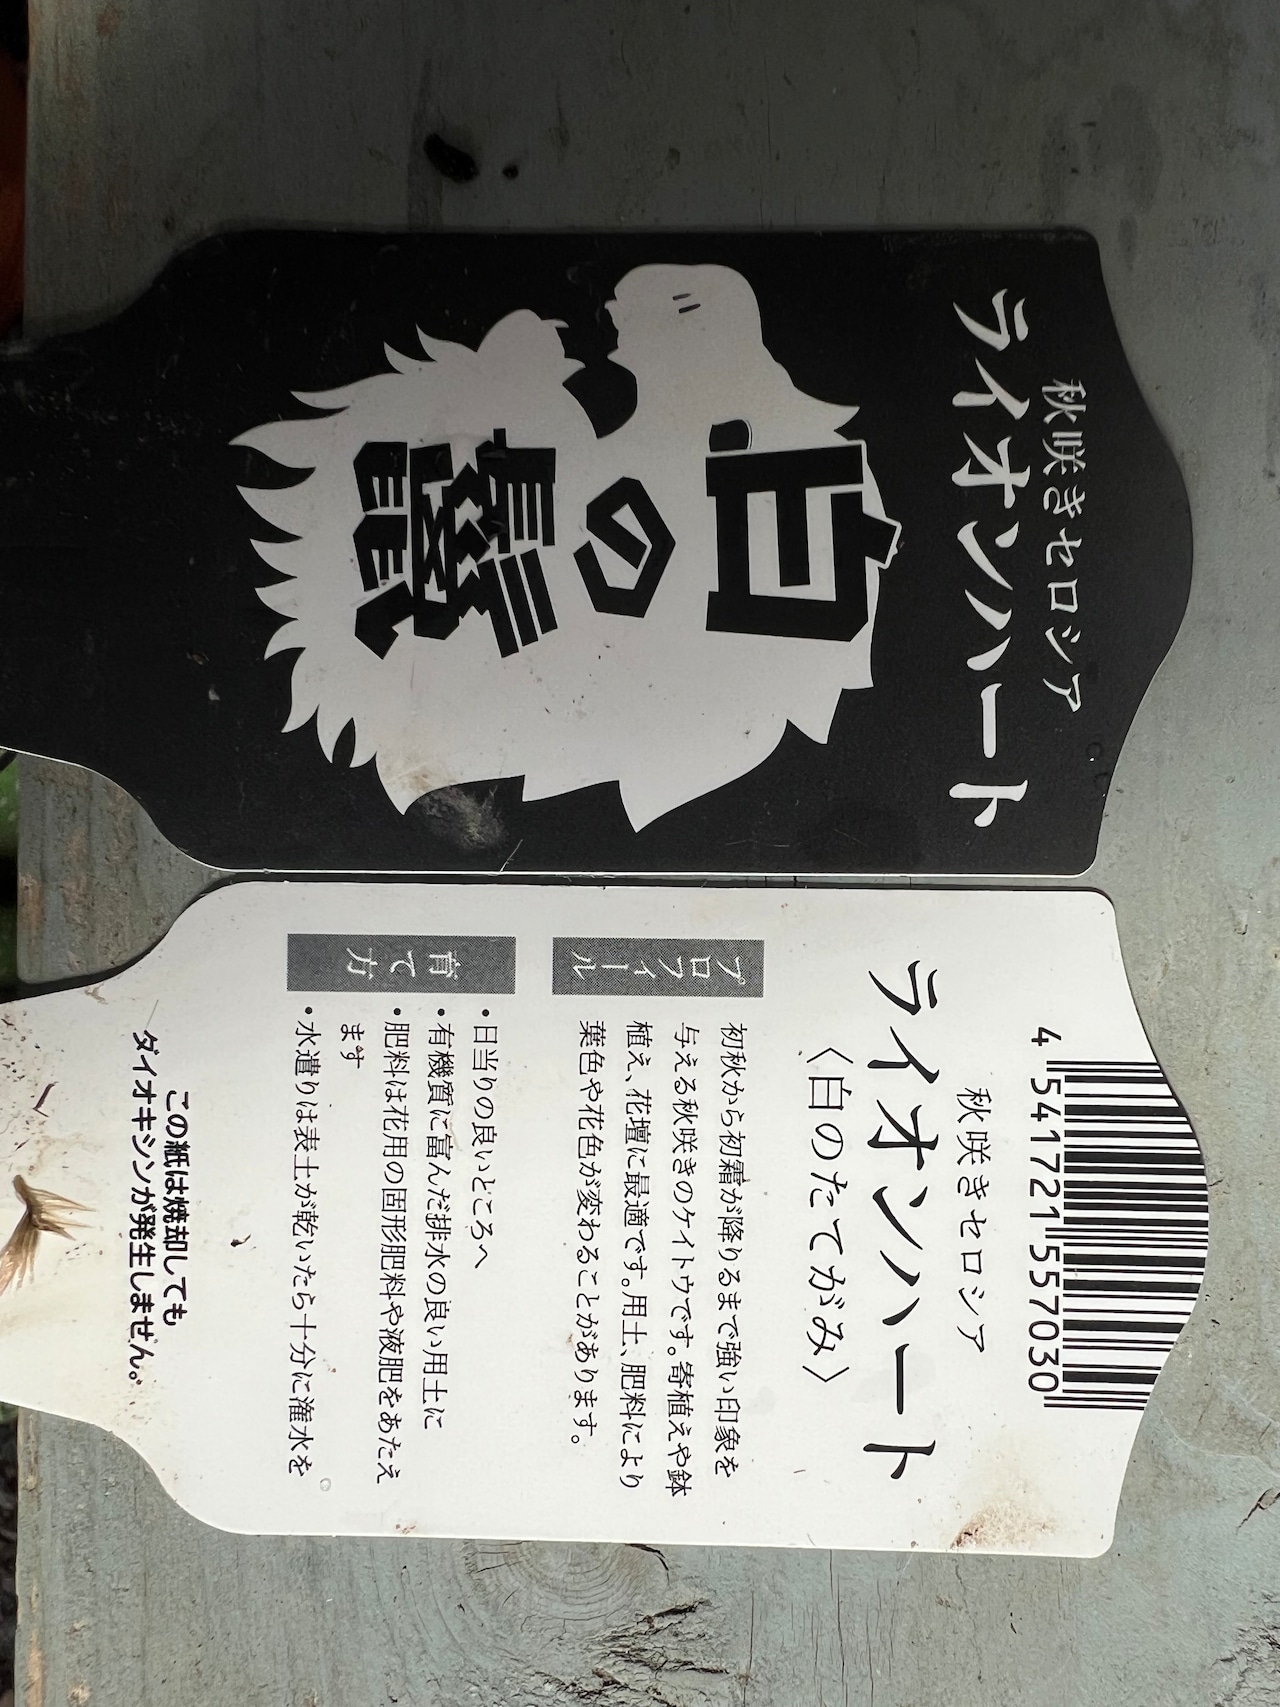 秋咲きセロシア
ライオンハート
白の鬣
4 541721 557030
秋咲きセロシア
ライオンハート
〈白のたてがみ〉
プロフィール
初秋から初霜が降りるまで強い印象を
与える秋咲きのケイトウです。寄植えや鉢
植え、花壇に最適です。用土、肥料により
葉色や花色が変わることがあります。
育て方
・日当りの良いところへ
・有機質に富んだ排水の良い用土に
・肥料は花用の固形肥料や液肥をあたえ
ます
・水遣りは表土が乾いたら十分に潅水を
この紙は焼却しても
ダイオキシンが発生しません。